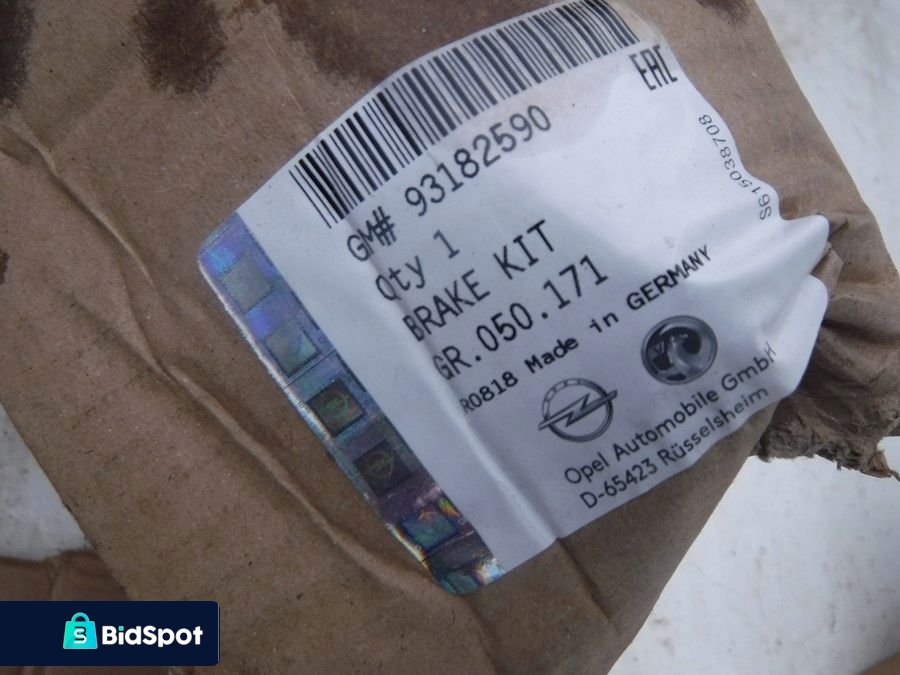 EAC
GM# 93182590
Qty 1
BRAKE KIT
GR.050.171
R0818 Made in GERMANY
S615038708
Opel Automobile GmbH
D-65423 Rüsselsheim
BidSpot